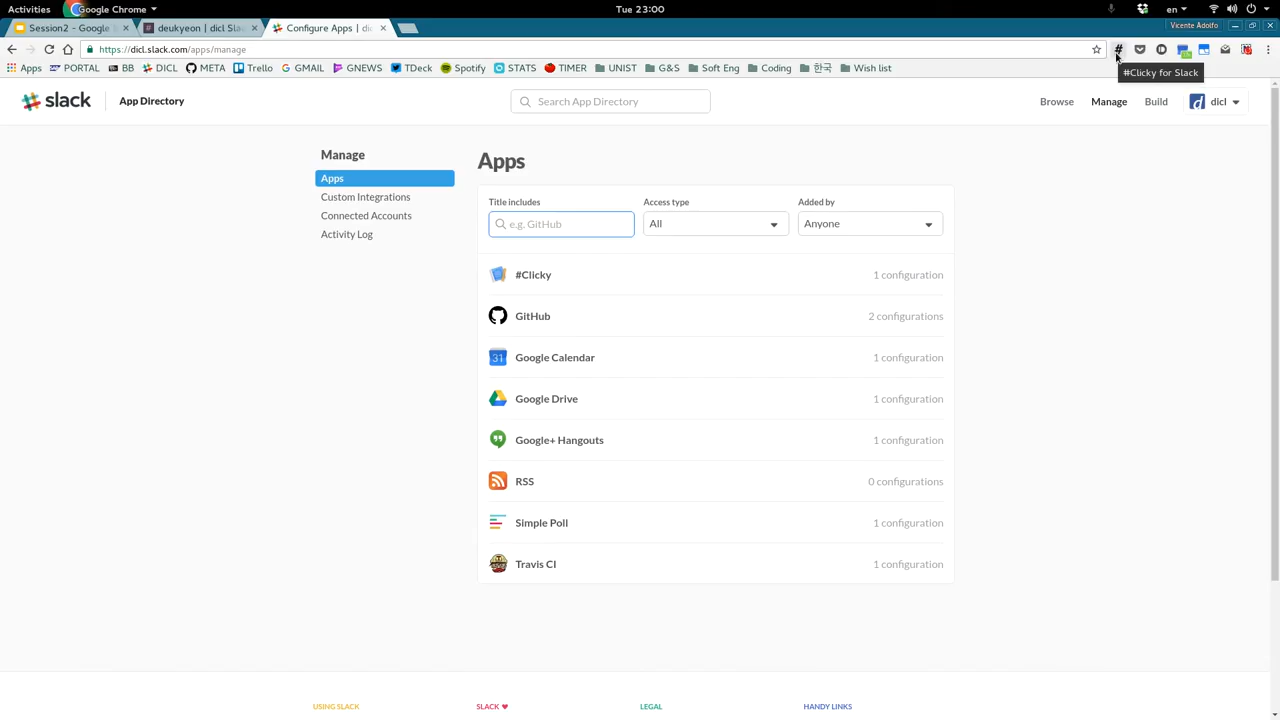 Activities Google Chrome Tue 23:00 en
Session2 - Google deukyeon | dicl Sla Configure Apps | di Vicente Adolfo
https://dicl.slack.com/apps/manage
Apps PORTAL BB DICL META Trello GMAIL GNEWS TDeck Spotify STATS TIMER UNIST G&S Soft Eng Coding 한국 Wish list
#Clicky for Slack
slack App Directory Search App Directory Browse Manage Build dicl
Manage
Apps
Custom Integrations
Connected Accounts
Activity Log
Apps
Title includes Access type Added by
e.g. GitHub All Anyone
#Clicky 1 configuration
GitHub 2 configurations
Google Calendar 1 configuration
Google Drive 1 configuration
Google+ Hangouts 1 configuration
RSS 0 configurations
Simple Poll 1 configuration
Travis CI 1 configuration
USING SLACK SLACK ♥ LEGAL HANDY LINKS